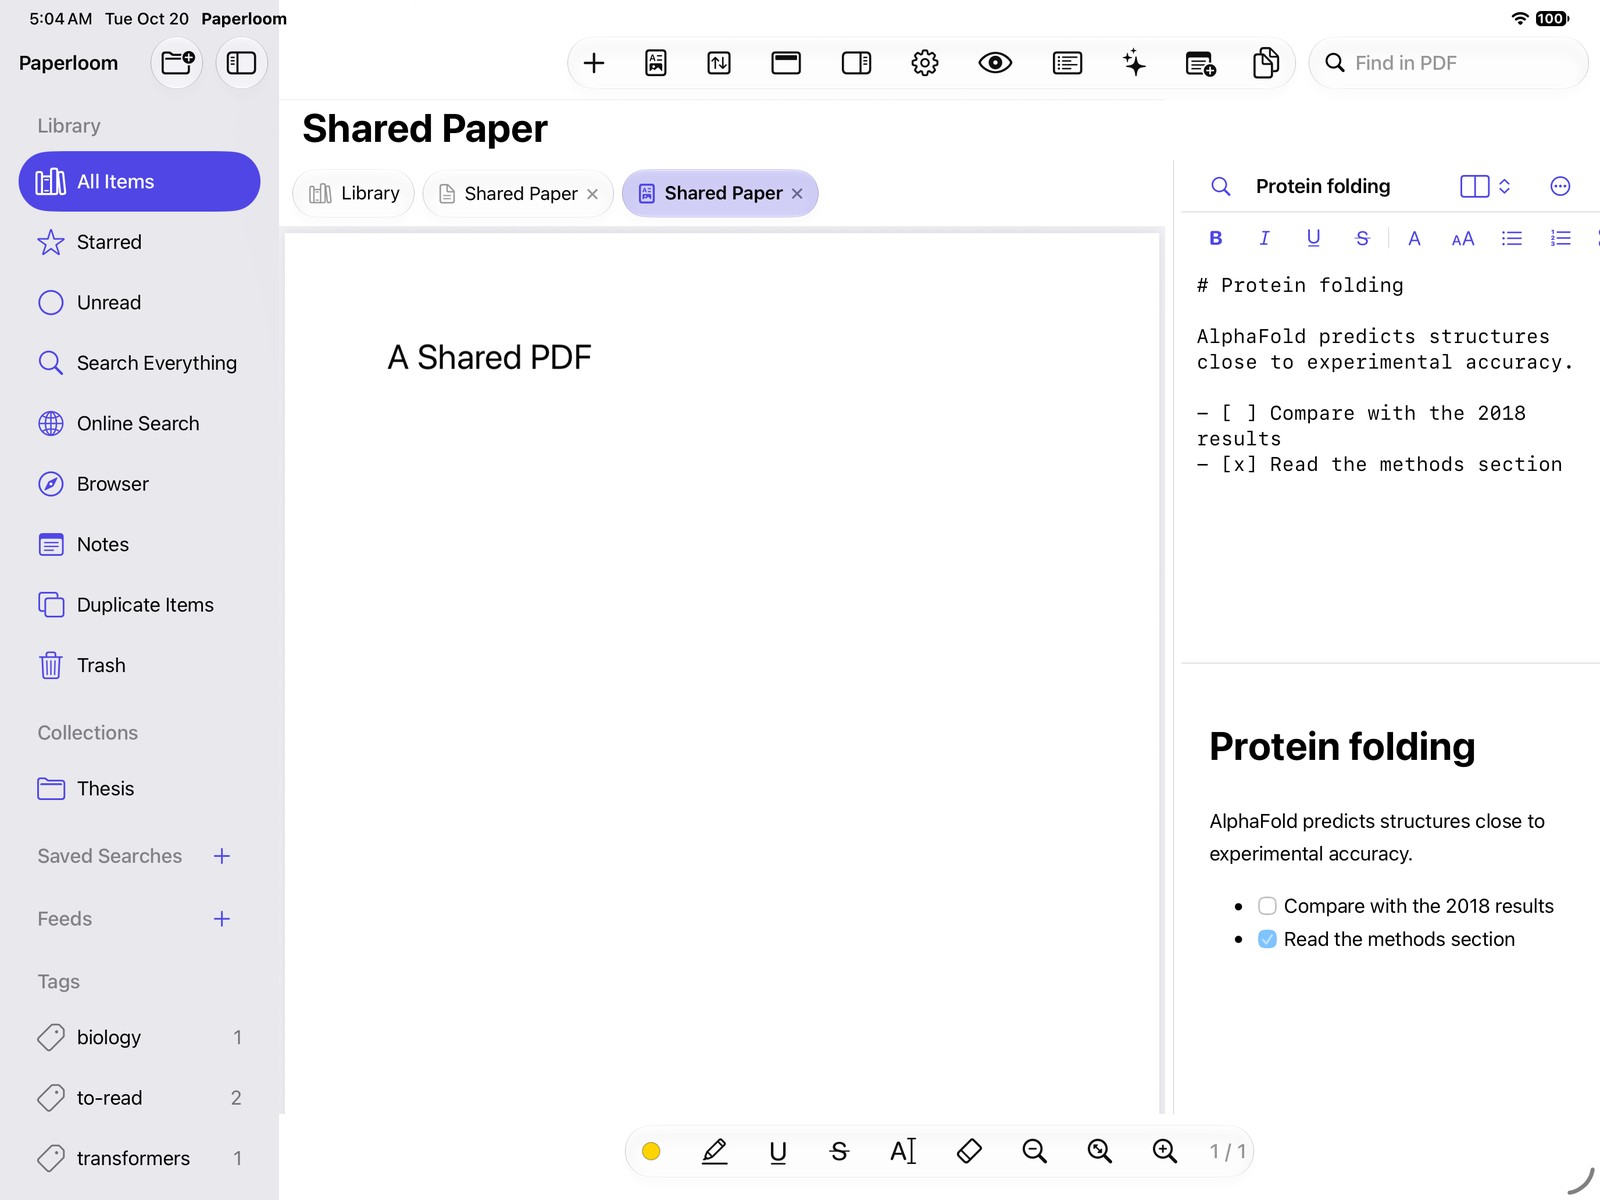 5:04 AM Tue Oct 20 Paperloom
100
Paperloom
Find in PDF
Library
All Items
Starred
Unread
Search Everything
Online Search
Browser
Notes
Duplicate Items
Trash
Collections
Thesis
Saved Searches
Feeds
Tags
biology 1
to-read 2
transformers 1
Shared Paper
Library
Shared Paper
Shared Paper
A Shared PDF
Protein folding
B I U S A AA
# Protein folding
AlphaFold predicts structures
close to experimental accuracy.
- [ ] Compare with the 2018
results
- [x] Read the methods section
Protein folding
AlphaFold predicts structures close to
experimental accuracy.
Compare with the 2018 results
Read the methods section
U S A 1 / 1